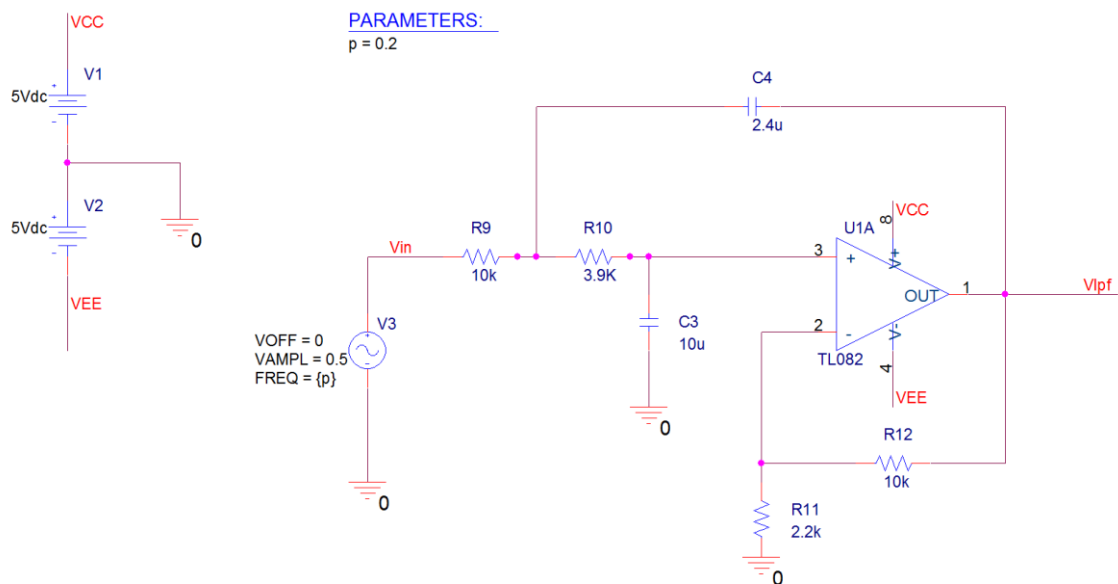 VCC
V1
5Vdc
+
-
V2
5Vdc
+
-
0
VEE
PARAMETERS:
p = 0.2
C4
2.4u
Vin
R9
10k
R10
3.9K
C3
10u
0
V3
VOFF = 0
VAMPL = 0.5
FREQ = {p}
+
-
0
U1A
VCC
8
V+
3
+
2
-
OUT
1
V-
4
TL082
VEE
Vlpf
R12
10k
R11
2.2k
0